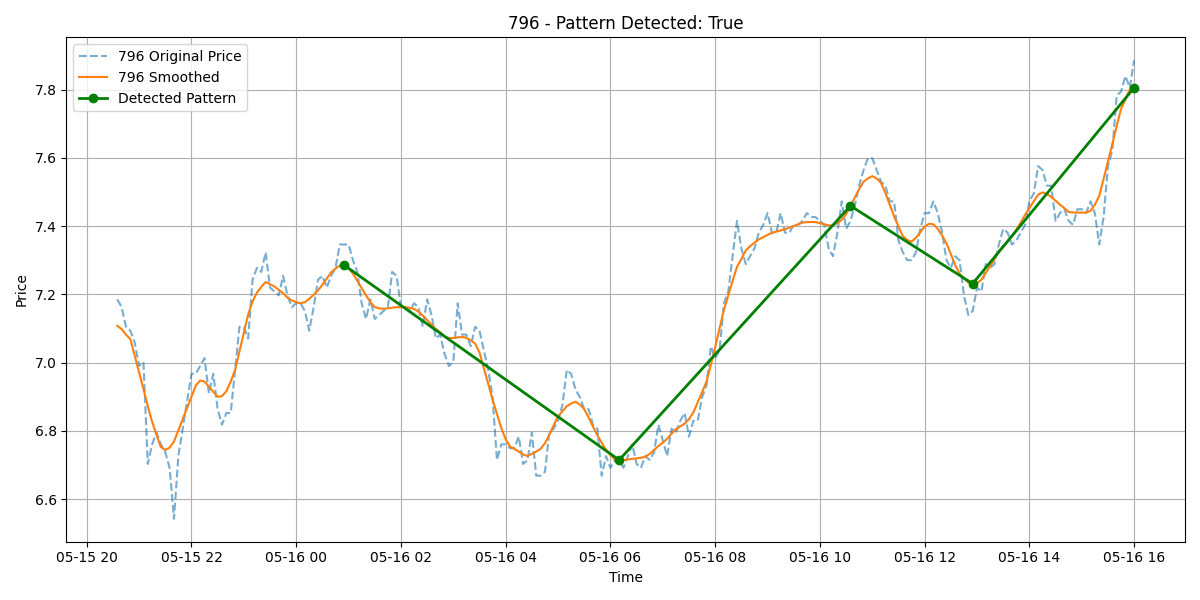 796 - Pattern Detected: True
796 Original Price
796 Smoothed
Detected Pattern
Price
7.8
7.6
7.4
7.2
7.0
6.8
6.6
05-15 20 05-15 22 05-16 00 05-16 02 05-16 04 05-16 06 05-16 08 05-16 10 05-16 12 05-16 14 05-16 16
Time